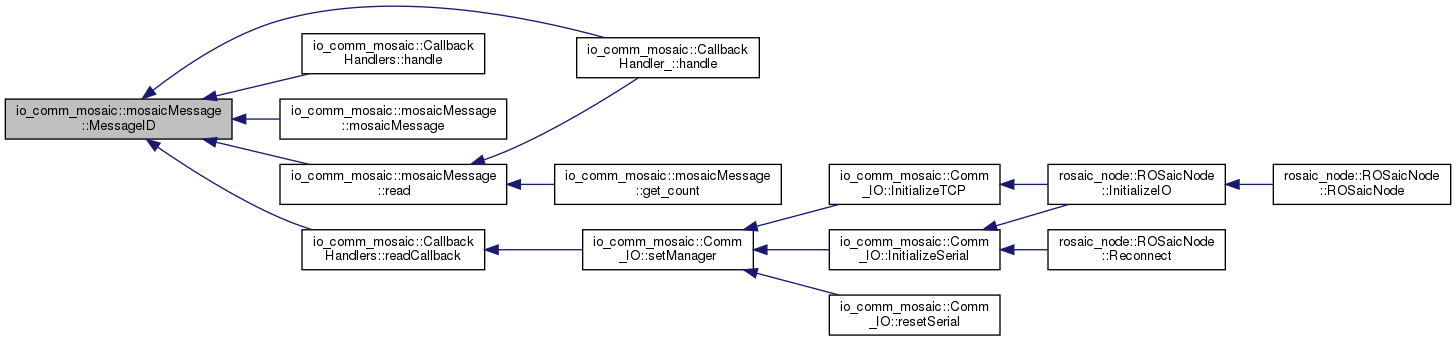 io_comm_mosaic::mosaicMessage
::MessageID
io_comm_mosaic::Callback
Handlers::handle
io_comm_mosaic::Callback
Handler_::handle
io_comm_mosaic::mosaicMessage
::mosaicMessage
io_comm_mosaic::mosaicMessage
::read
io_comm_mosaic::mosaicMessage
::get_count
io_comm_mosaic::Callback
Handlers::readCallback
io_comm_mosaic::Comm
_IO::setManager
io_comm_mosaic::Comm
_IO::InitializeTCP
io_comm_mosaic::Comm
_IO::InitializeSerial
io_comm_mosaic::Comm
_IO::resetSerial
rosaic_node::ROSaicNode
::InitializeIO
rosaic_node::ROSaicNode
::Reconnect
rosaic_node::ROSaicNode
::ROSaicNode